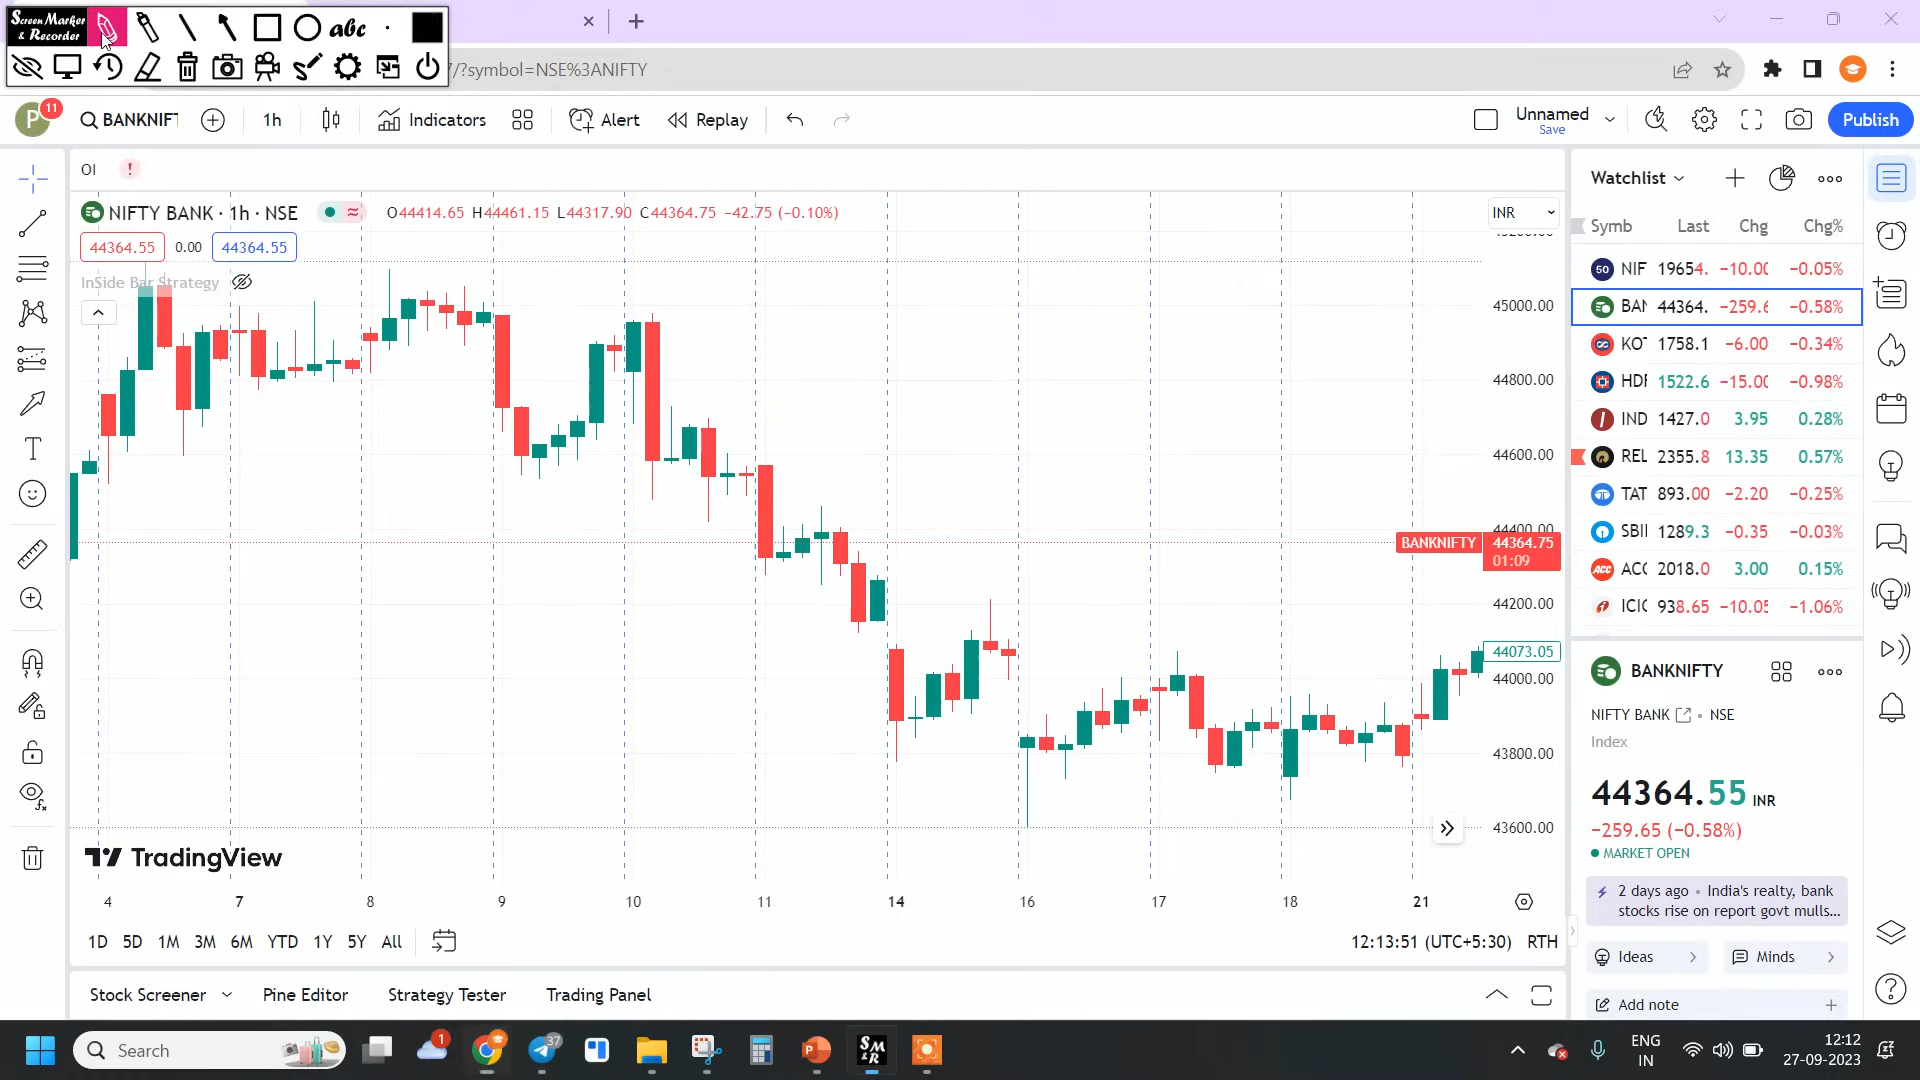 Screen Marker
& Recorder
abc
7/?symbol=NSE%3ANIFTY
P
11
BANKNIFT
1h
Indicators
Alert
Replay
Unnamed
Save
Publish
OI
!
NIFTY BANK · 1h · NSE
O44414.65 H44461.15 L44317.90 C44364.75 −42.75 (−0.10%)
INR
44364.55
0.00
44364.55
InSide Bar Strategy
45000.00
44800.00
44600.00
44400.00
BANKNIFTY
44364.75
01:09
44200.00
44073.05
44000.00
43800.00
43600.00
TradingView
4
7
8
9
10
11
14
16
17
18
21
1D
5D
1M
3M
6M
YTD
1Y
5Y
All
12:13:51 (UTC+5:30)
RTH
Stock Screener
Pine Editor
Strategy Tester
Trading Panel
Watchlist
Symb
Last
Chg
Chg%
50 NIF 19654. −10.00 −0.05%
BAN 44364. −259.6 −0.58%
KOT 1758.1 −6.00 −0.34%
HDF 1522.6 −15.00 −0.98%
IND 1427.0 3.95 0.28%
REL 2355.8 13.35 0.57%
TAT 893.00 −2.20 −0.25%
SBI 1289.3 −0.35 −0.03%
ACC ACC 2018.0 3.00 0.15%
ICIC 938.65 −10.05 −1.06%
BANKNIFTY
NIFTY BANK • NSE
Index
44364.55 INR
−259.65 (−0.58%)
MARKET OPEN
2 days ago • India's realty, bank
stocks rise on report govt mulls...
Ideas
Minds
Add note
Search
1
37
SM
&R
ENG
IN
12:12
27-09-2023